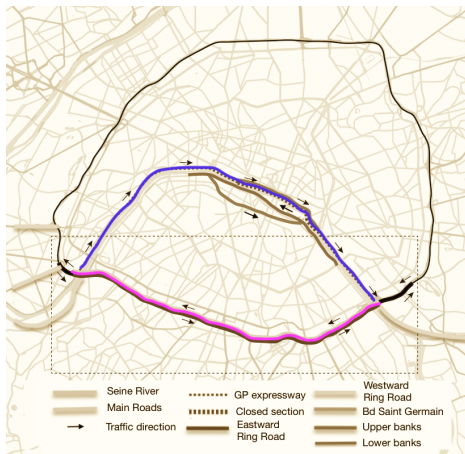 Seine River
Main Roads
Traffic direction
GP expressway
Closed section
Eastward
Ring Road
Westward
Ring Road
Bd Saint Germain
Upper banks
Lower banks